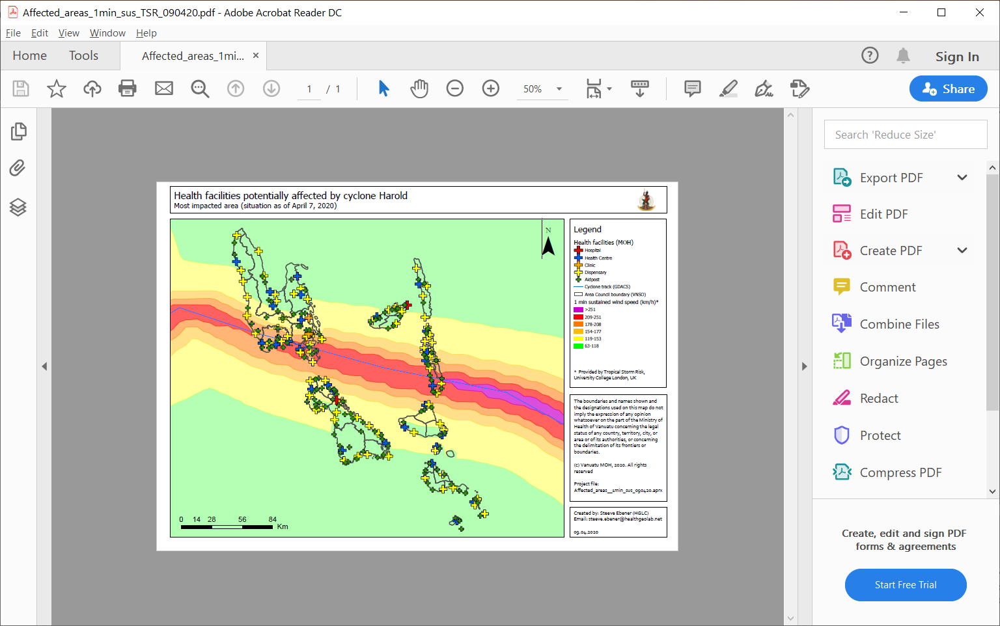 Affected_areas_1min_sus_TSR_090420.pdf - Adobe Acrobat Reader DC
File Edit View Window Help
Home Tools Affected_areas_1mi... × Sign In
1 / 1 50% Share
Search 'Reduce Size'
Export PDF
Edit PDF
Create PDF
Comment
Combine Files
Organize Pages
Redact
Protect
Compress PDF
Create, edit and sign PDF
forms & agreements
Start Free Trial
Health facilities potentially affected by cyclone Harold
Most impacted area (situation as of April 7, 2020)
N
0 14 28 56 84
Km
Legend
Health facilities (MOH)
Hospital
Health Centre
Clinic
Dispensary
Aidpost
Cyclone track (GDACS)
Area Council boundary (VNSO)
1 min sustained wind speed (km/h)*
>251
209-251
178-208
154-177
119-153
63-118
* Provided by Tropical Storm Risk,
University College London, UK
The boundaries and names shown and
the designations used on this map do not
imply the expression of any opinion
whatsoever on the part of the Ministry of
Health of Vanuatu concerning the legal
status of any country, territory, city, or
area or of its authorities, or concerning
the delimitation of its frontiers or
boundaries.
(c) Vanuatu MOH, 2020. All rights
reserved
Project file:
Affected_areas__1min_sus_090420.aprx
Created by: Steeve Ebener (HGLC)
Email: steeve.ebener@healthgeolab.net
09.04.2020